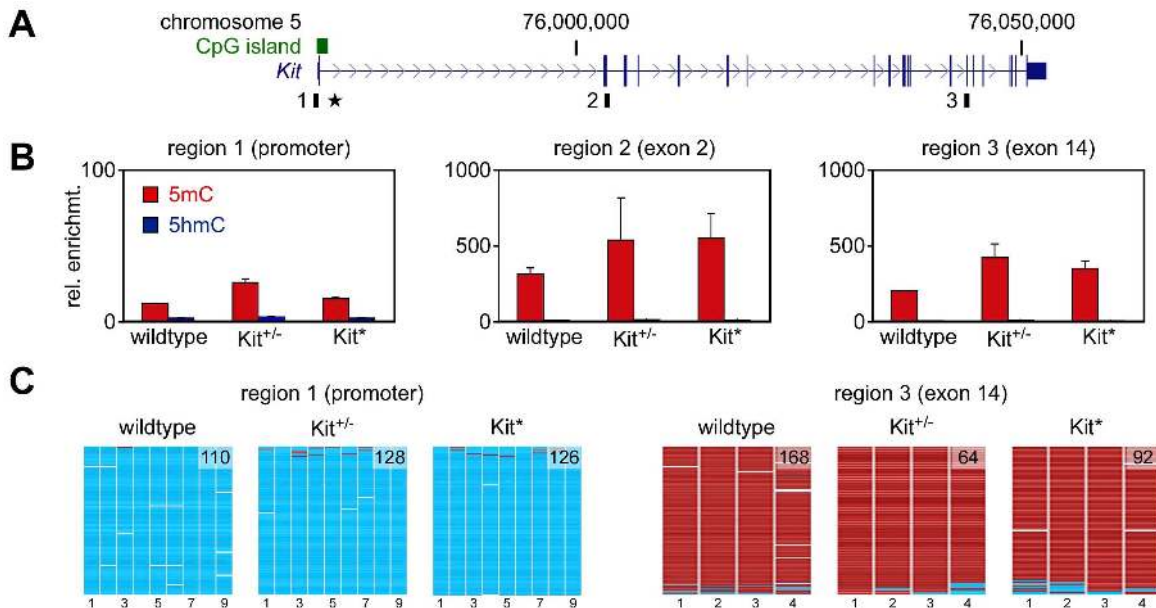 A
chromosome 5
76,000,000
76,050,000
CpG island
Kit
1
★
2
3
B
region 1 (promoter)
region 2 (exon 2)
region 3 (exon 14)
rel. enrichmt.
100
0
5mC
5hmC
wildtype
Kit+/-
Kit*
1000
500
0
wildtype
Kit+/-
Kit*
1000
500
0
wildtype
Kit+/-
Kit*
C
region 1 (promoter)
region 3 (exon 14)
wildtype
Kit+/-
Kit*
wildtype
Kit+/-
Kit*
110
128
126
168
64
92
1 3 5 7 9
1 3 5 7 9
1 3 5 7 9
1 2 3 4
1 2 3 4
1 2 3 4